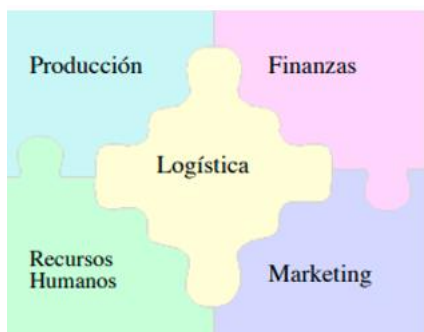 Producción
Finanzas
Logística
Recursos
Humanos
Marketing